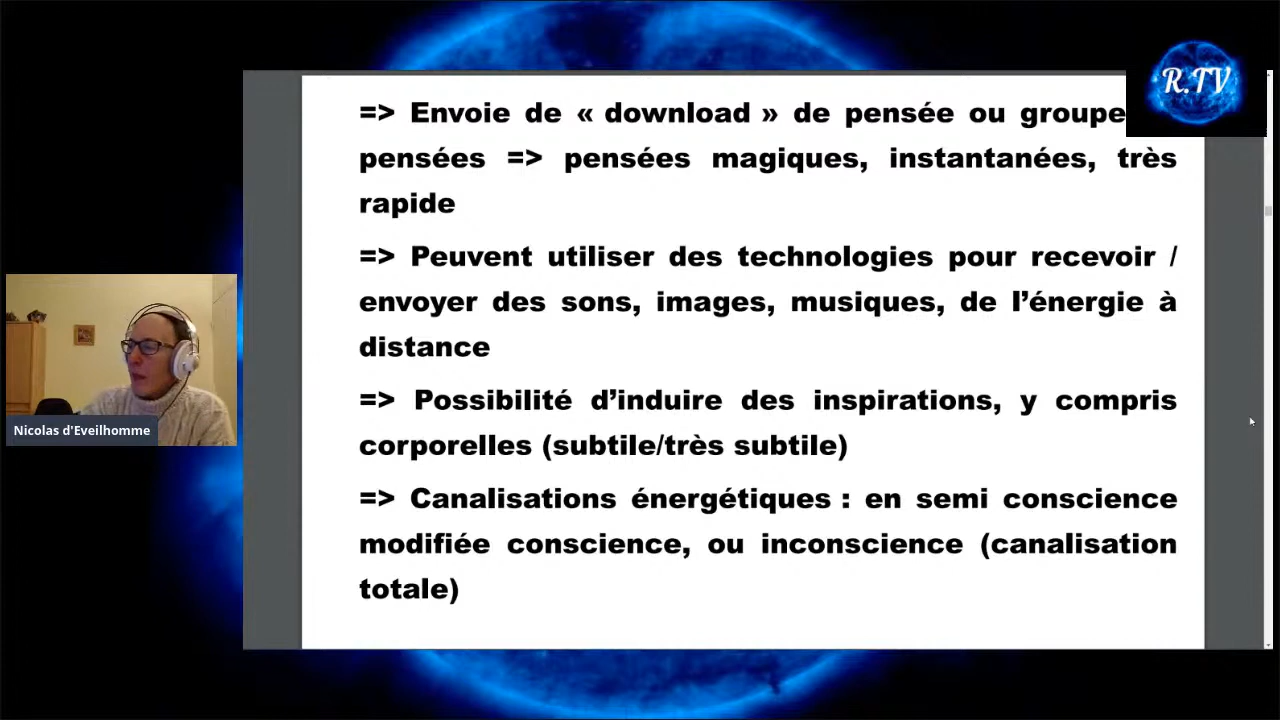 R.TV
=> Envoie de « download » de pensée ou groupe
pensées => pensées magiques, instantanées, très
rapide
=> Peuvent utiliser des technologies pour recevoir /
envoyer des sons, images, musiques, de l’énergie à
distance
=> Possibilité d’induire des inspirations, y compris
corporelles (subtile/très subtile)
=> Canalisations énergétiques : en semi conscience
modifiée conscience, ou inconscience (canalisation
totale)
Nicolas d'Eveilhomme